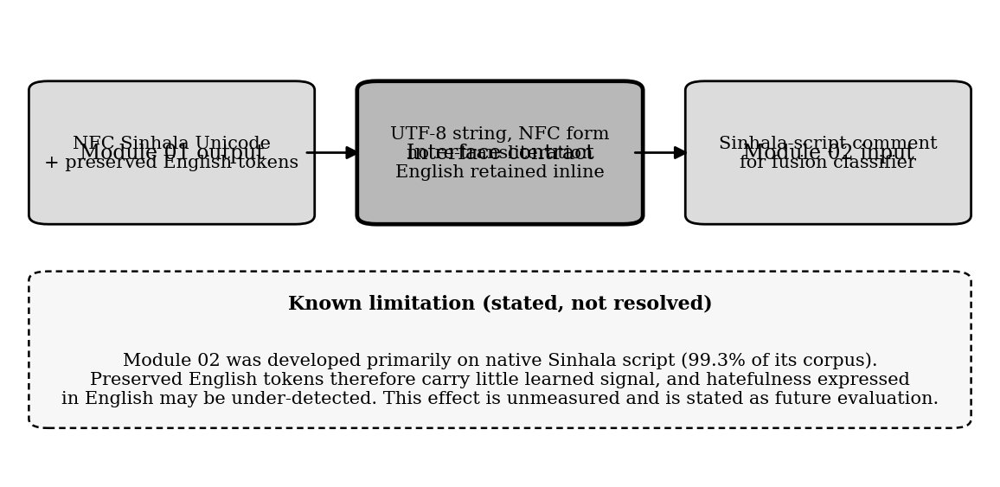 Module 01 output
NFC Sinhala Unicode
+ preserved English tokens
Interface contract
UTF-8 string, NFC form
no re-transliteration
English retained inline
Module 02 input
Sinhala-script comment
for fusion classifier
Known limitation (stated, not resolved)
Module 02 was developed primarily on native Sinhala script (99.3% of its corpus).
Preserved English tokens therefore carry little learned signal, and hatefulness expressed
in English may be under-detected. This effect is unmeasured and is stated as future evaluation.